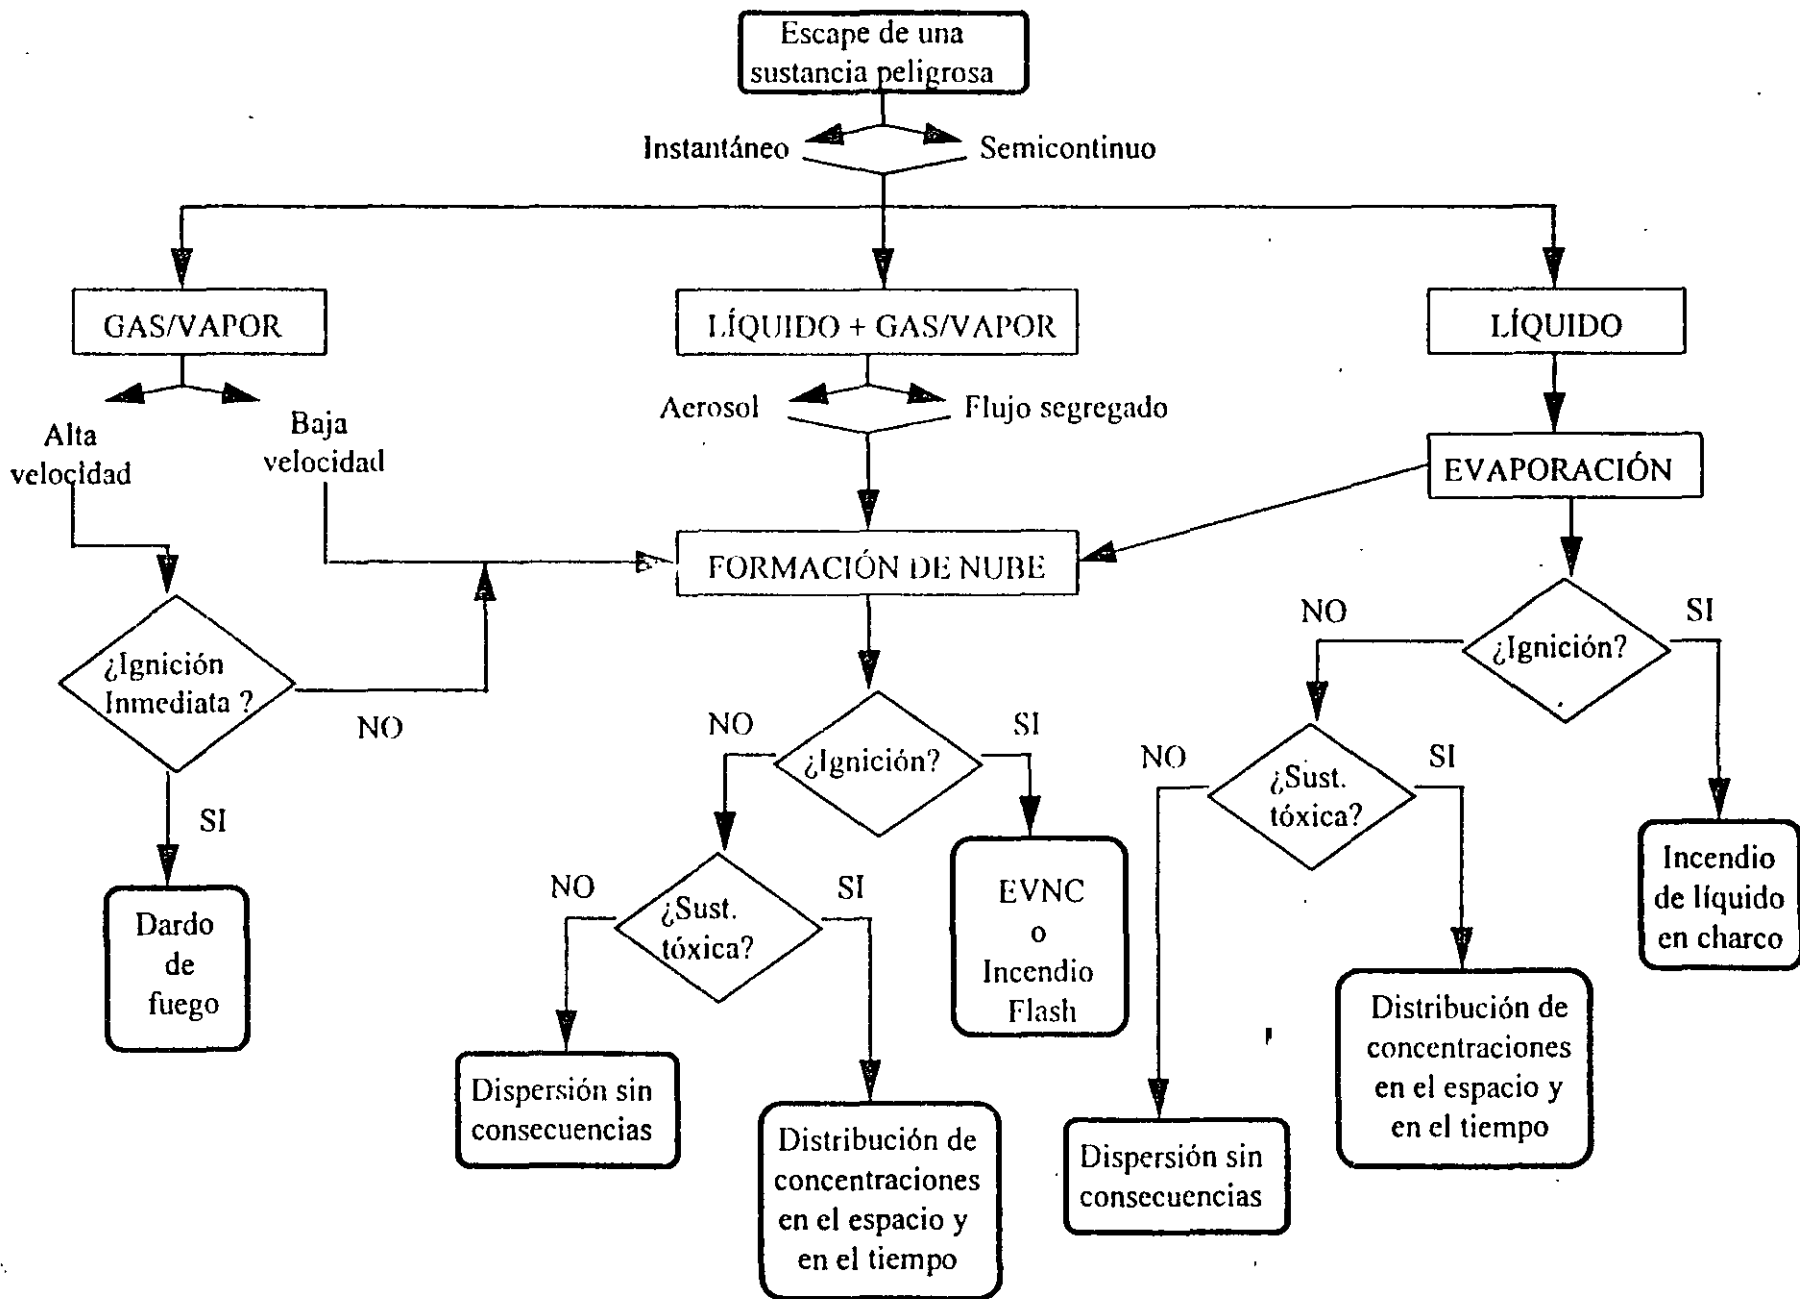 Escape de una
sustancia peligrosa
Instantáneo
Semicontinuo
GAS/VAPOR
LÍQUIDO + GAS/VAPOR
LÍQUIDO
Alta
velocidad
Baja
velocidad
Aerosol
Flujo segregado
EVAPORACIÓN
FORMACIÓN DE NUBE
¿Ignición
Inmediata ?
NO
SI
Dardo
de
fuego
¿Ignición?
NO
SI
¿Sust.
tóxica?
NO
SI
EVNC
o
Incendio
Flash
Dispersión sin
consecuencias
Distribución de
concentraciones
en el espacio y
en el tiempo
¿Ignición?
NO
SI
¿Sust.
tóxica?
NO
SI
Incendio
de líquido
en charco
Distribución de
concentraciones
en el espacio y
en el tiempo
Dispersión sin
consecuencias